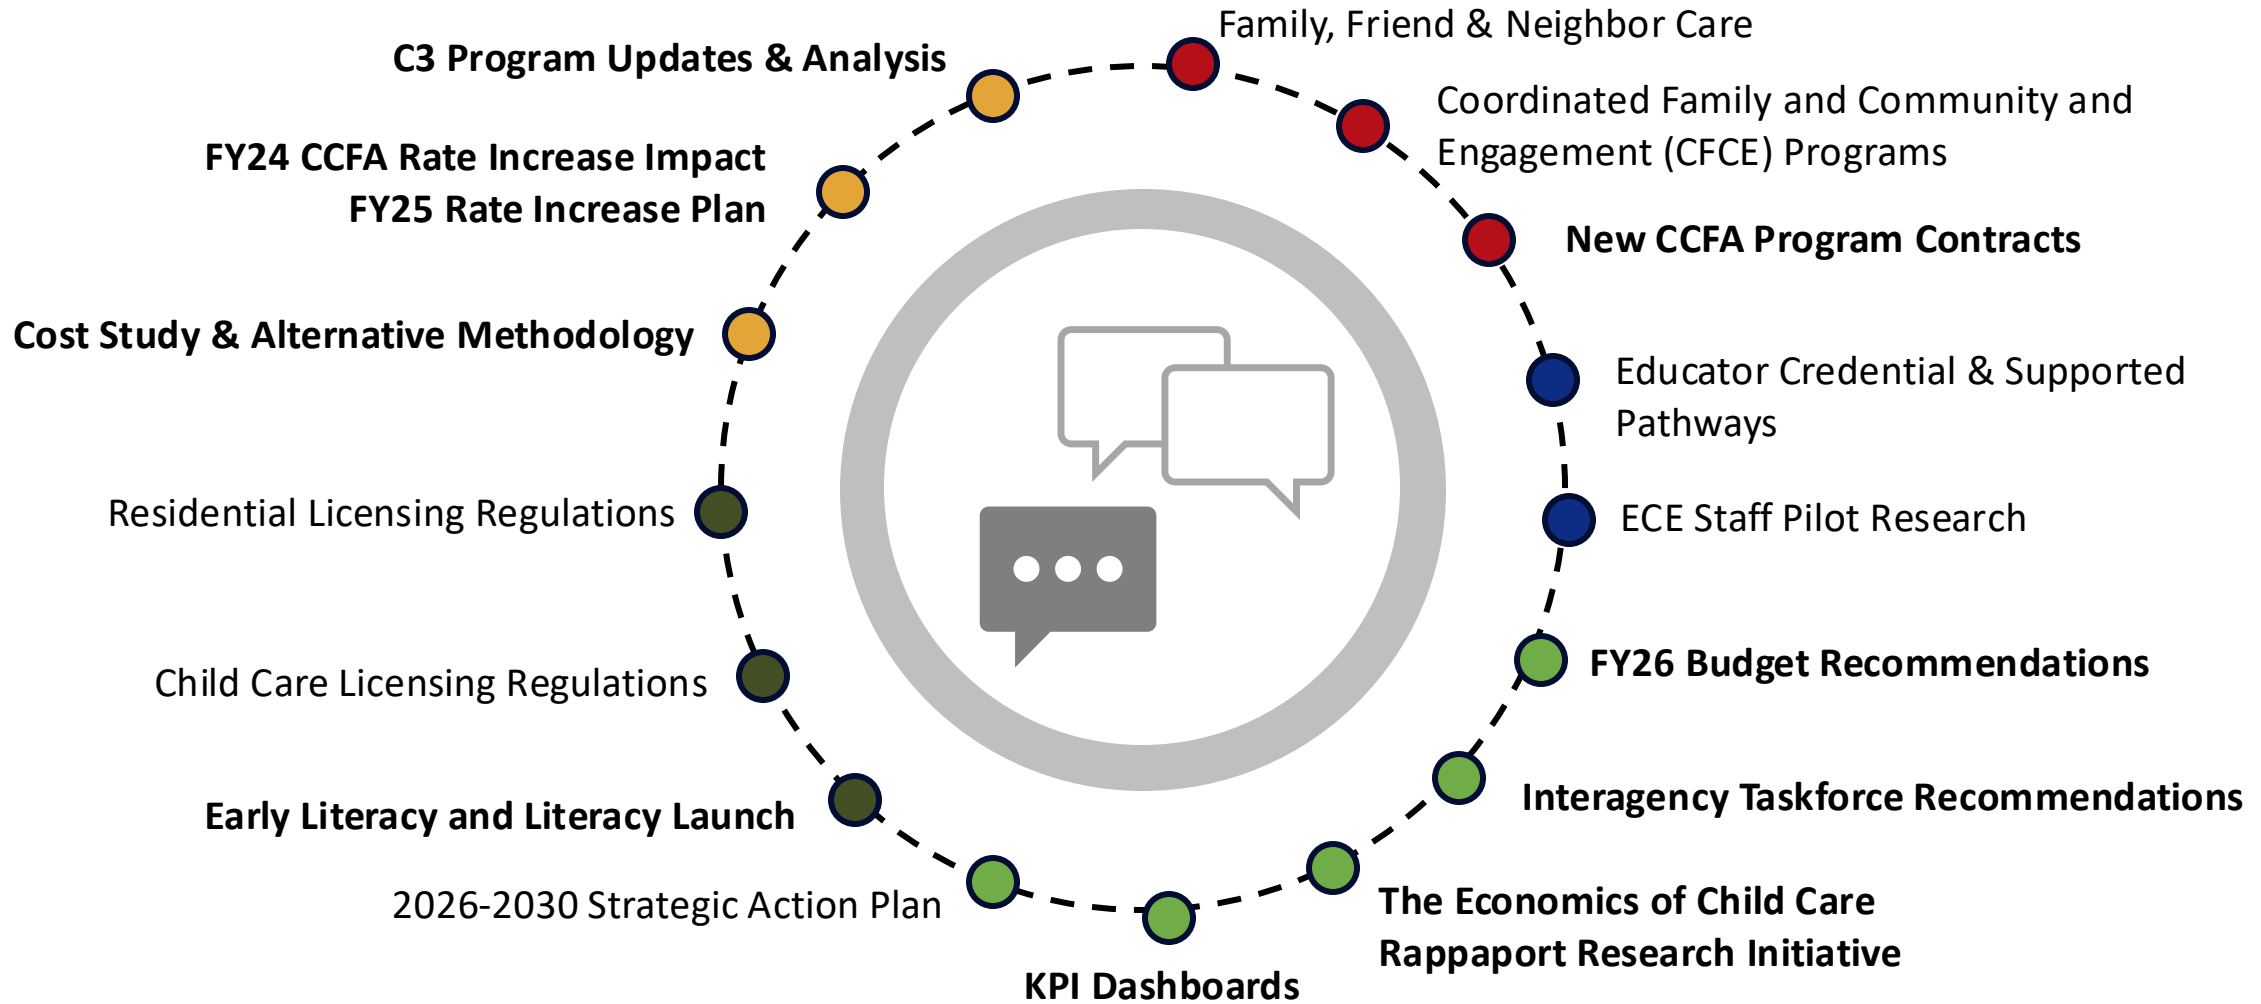 Family, Friend & Neighbor Care
Coordinated Family and Community and
Engagement (CFCE) Programs
New CCFA Program Contracts
Educator Credential & Supported
Pathways
ECE Staff Pilot Research
FY26 Budget Recommendations
Interagency Taskforce Recommendations
The Economics of Child Care
Rappaport Research Initiative
KPI Dashboards
2026-2030 Strategic Action Plan
Early Literacy and Literacy Launch
Child Care Licensing Regulations
Residential Licensing Regulations
Cost Study & Alternative Methodology
FY24 CCFA Rate Increase Impact
FY25 Rate Increase Plan
C3 Program Updates & Analysis